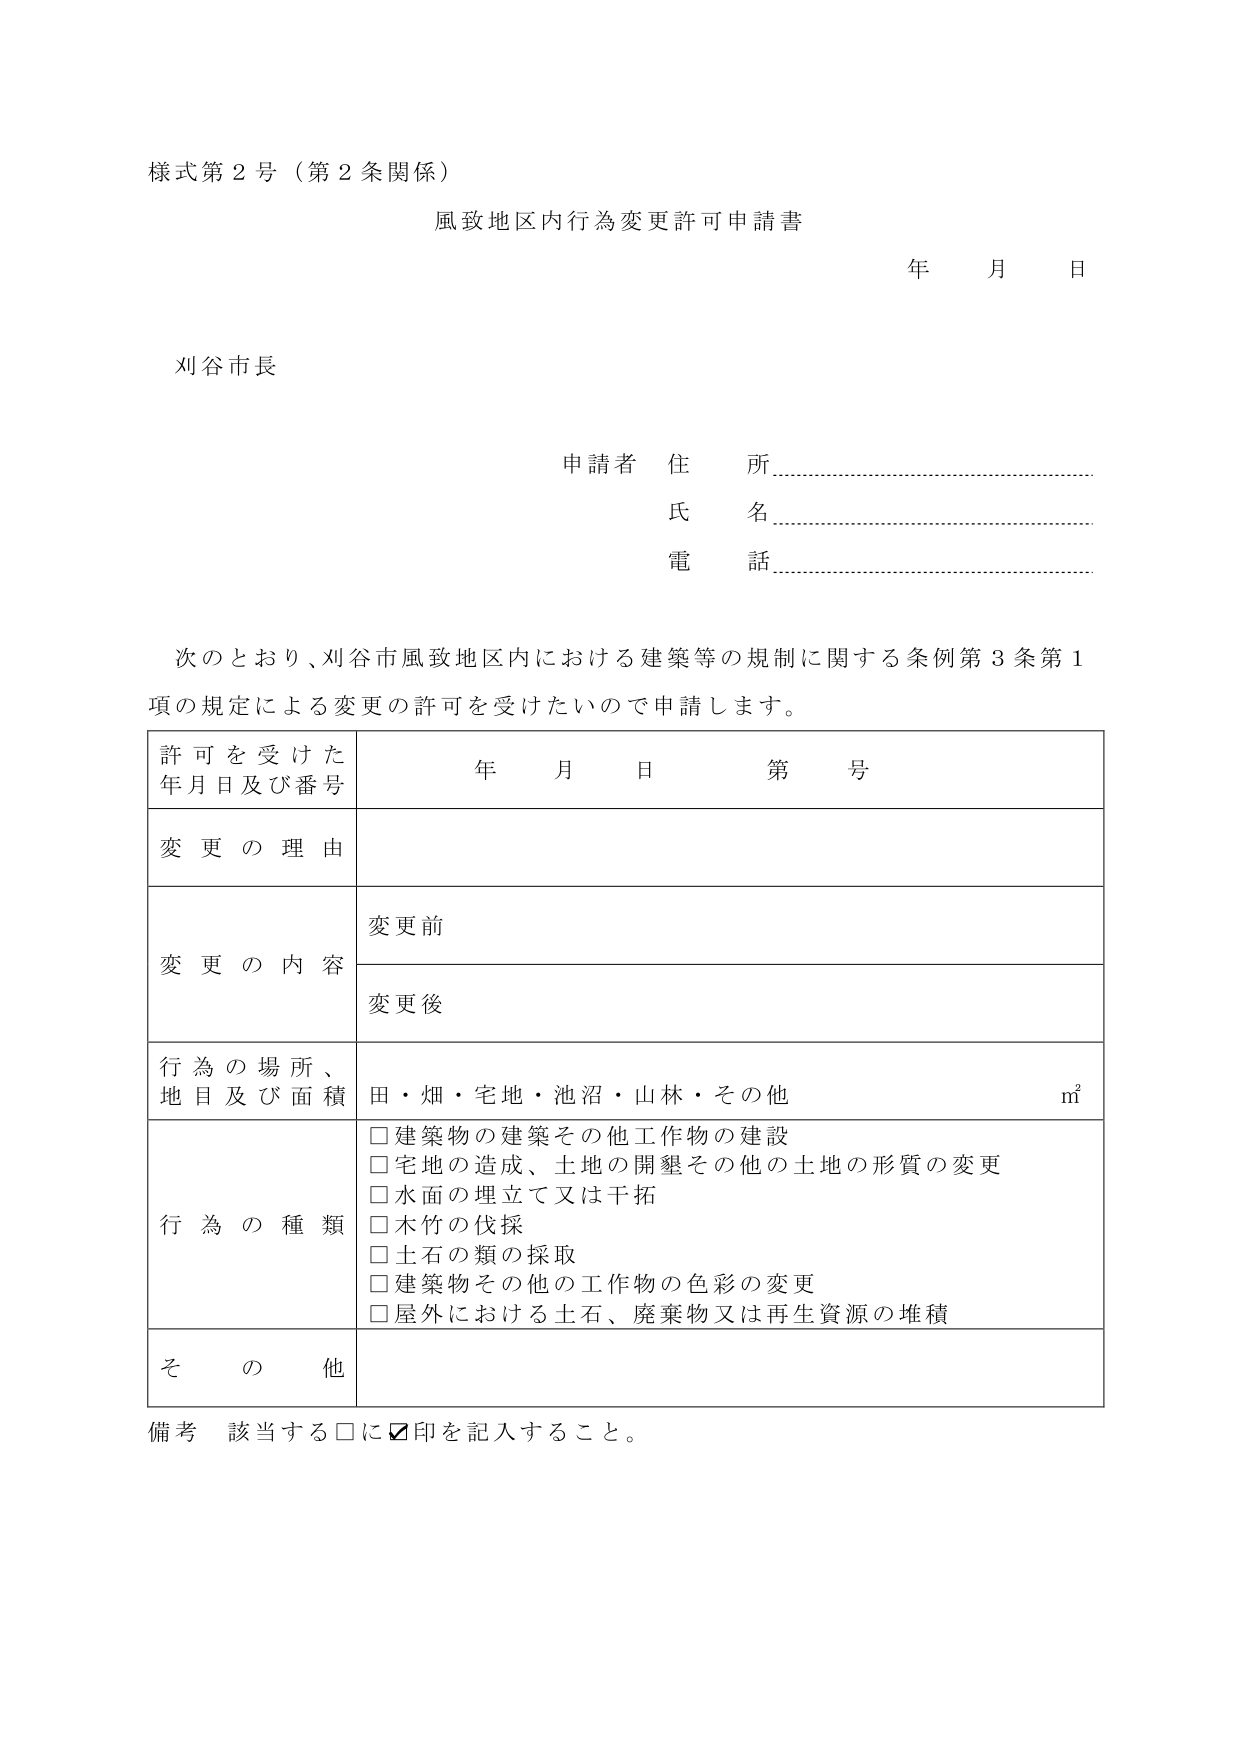 様式第２号（第２条関係）
風致地区内行為変更許可申請書
年　　月　　日
刈谷市長
申請者　住　　所
氏　　名
電　　話
次のとおり、刈谷市風致地区内における建築等の規制に関する条例第３条第１
項の規定による変更の許可を受けたいので申請します。
許可を受けた
年月日及び番号
年　　月　　日　　　　第　　号
変更の理由
変更の内容
変更前
変更後
行為の場所、
地目及び面積
田・畑・宅地・池沼・山林・その他　　　　　　　　　　㎡
行為の種類
□建築物の建築その他工作物の建設
□宅地の造成、土地の開墾その他の土地の形質の変更
□水面の埋立て又は干拓
□木竹の伐採
□土石の類の採取
□建築物その他の工作物の色彩の変更
□屋外における土石、廃棄物又は再生資源の堆積
その他
備考　該当する□に☑印を記入すること。